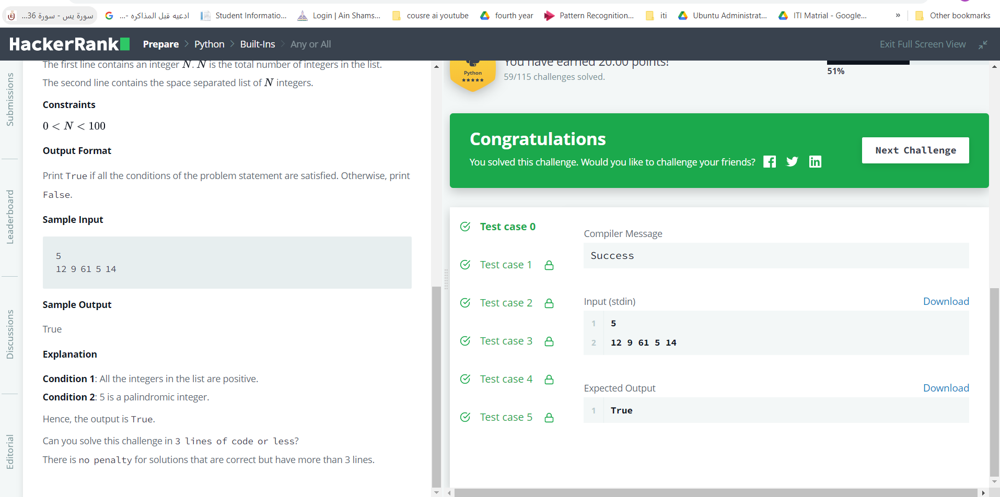 سورة يس - سورة 36...
ادعيه قبل المذاكره -...
Student Informatio...
Login | Ain Shams...
cousre ai youtube
fourth year
Pattern Recognition...
iti
Ubuntu Administrat...
ITI Matrial - Google...
»
Other bookmarks
HackerRank
Prepare > Python > Built-Ins > Any or All
Exit Full Screen View
Submissions
Leaderboard
Discussions
Editorial
The first line contains an integer N. N is the total number of integers in the list.
The second line contains the space separated list of N integers.
Constraints
0 < N < 100
Output Format
Print True if all the conditions of the problem statement are satisfied. Otherwise, print
False.
Sample Input
5
12 9 61 5 14
Sample Output
True
Explanation
Condition 1: All the integers in the list are positive.
Condition 2: 5 is a palindromic integer.
Hence, the output is True.
Can you solve this challenge in 3 lines of code or less?
There is no penalty for solutions that are correct but have more than 3 lines.
Python
You have earned 20.00 points!
59/115 challenges solved.
51%
Congratulations
You solved this challenge. Would you like to challenge your friends?
Next Challenge
Test case 0
Test case 1
Test case 2
Test case 3
Test case 4
Test case 5
Compiler Message
Success
Input (stdin)
Download
1 5
2 12 9 61 5 14
Expected Output
Download
1 True